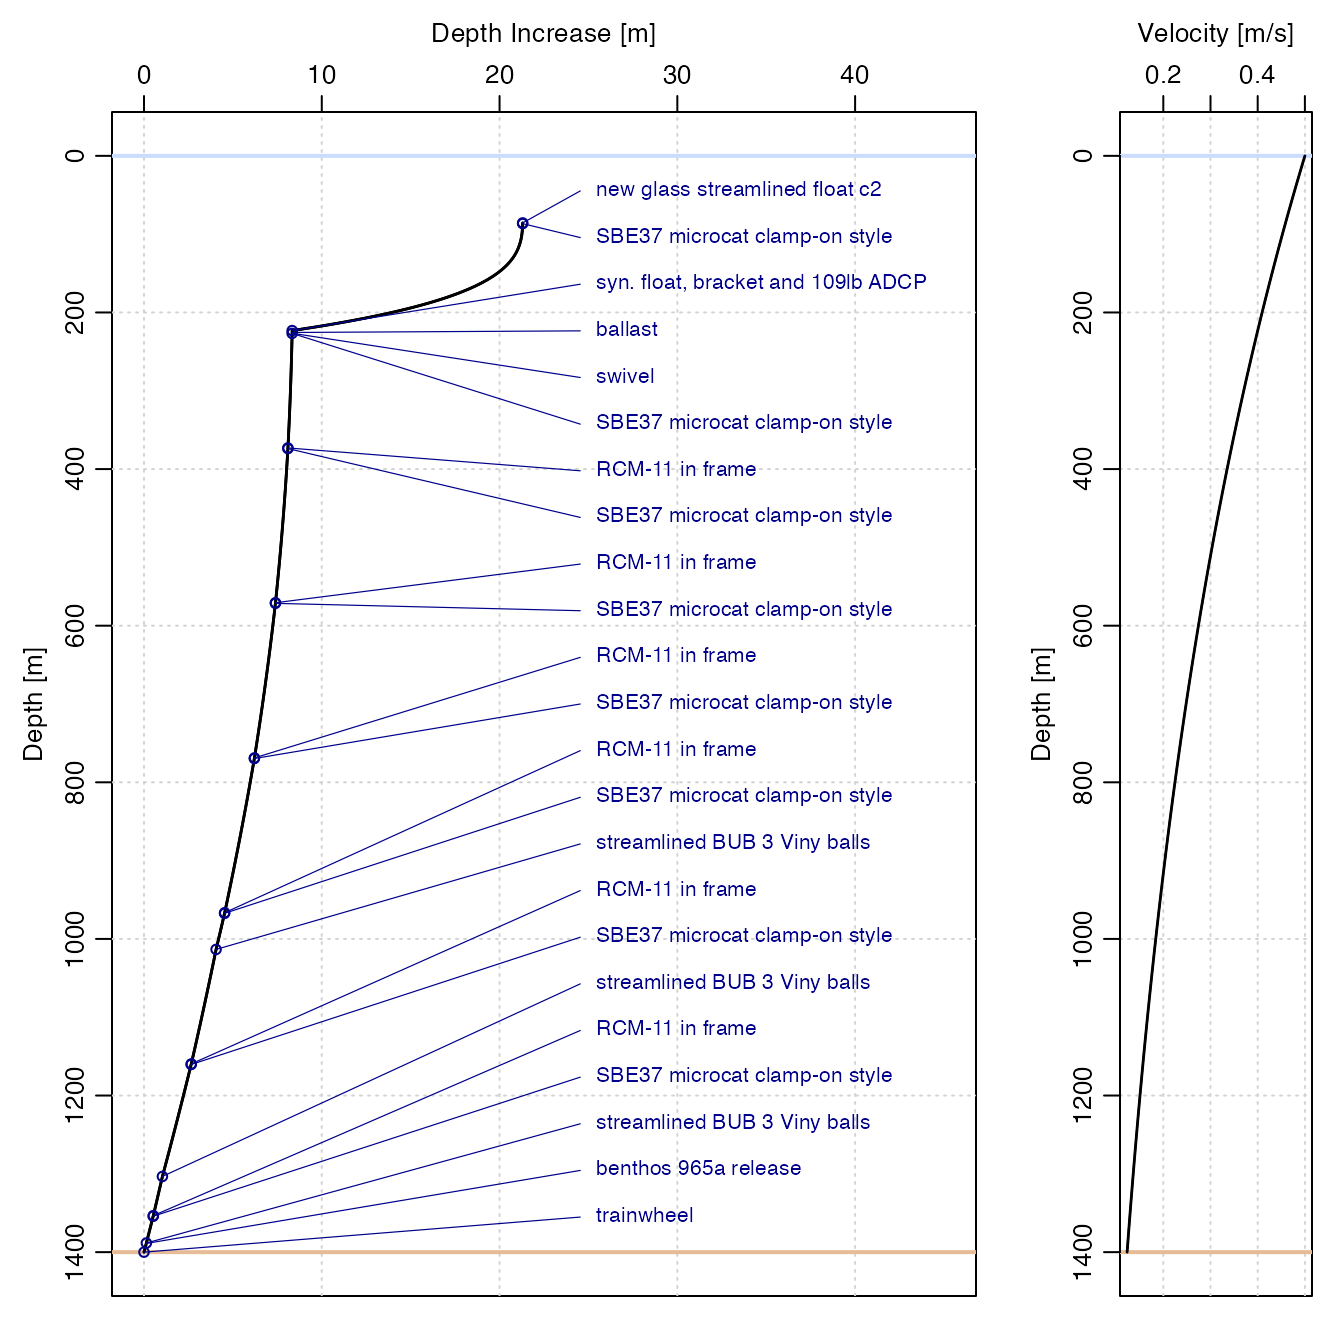 Depth Increase [m]
0 10 20 30 40
Depth [m]
0
200
400
600
800
1000
1200
1400
new glass streamlined float c2
SBE37 microcat clamp-on style
syn. float, bracket and 109lb ADCP
ballast
swivel
SBE37 microcat clamp-on style
RCM-11 in frame
SBE37 microcat clamp-on style
RCM-11 in frame
SBE37 microcat clamp-on style
RCM-11 in frame
SBE37 microcat clamp-on style
RCM-11 in frame
SBE37 microcat clamp-on style
streamlined BUB 3 Viny balls
RCM-11 in frame
SBE37 microcat clamp-on style
streamlined BUB 3 Viny balls
RCM-11 in frame
SBE37 microcat clamp-on style
streamlined BUB 3 Viny balls
benthos 965a release
trainwheel
Velocity [m/s]
0.2 0.4
Depth [m]
0
200
400
600
800
1000
1200
1400